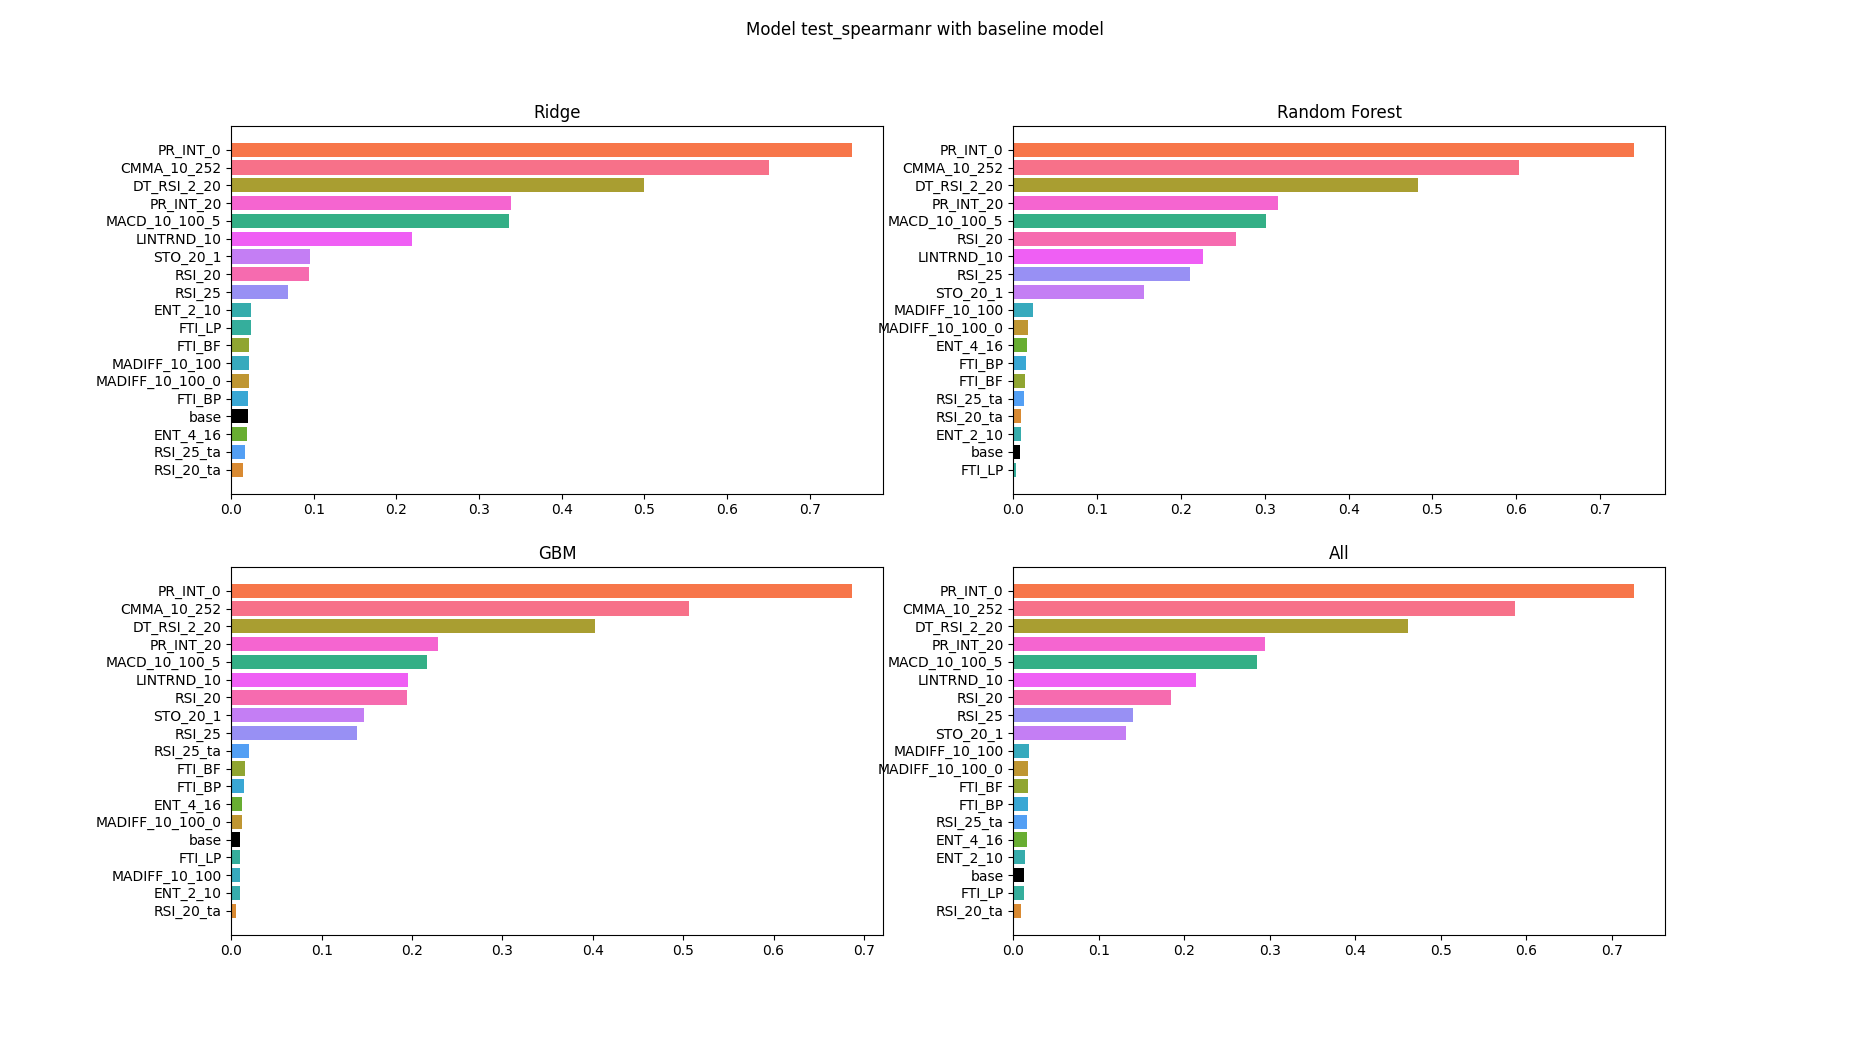 Model test_spearmanr with baseline model
Ridge
PR_INT_0
CMMA_10_252
DT_RSI_2_20
PR_INT_20
MACD_10_100_5
LINTRND_10
STO_20_1
RSI_20
RSI_25
ENT_2_10
FTI_LP
FTI_BF
MADIFF_10_100
MADIFF_10_100_0
FTI_BP
base
ENT_4_16
RSI_25_ta
RSI_20_ta
0.0 0.1 0.2 0.3 0.4 0.5 0.6 0.7
Random Forest
PR_INT_0
CMMA_10_252
DT_RSI_2_20
PR_INT_20
MACD_10_100_5
RSI_20
LINTRND_10
RSI_25
STO_20_1
MADIFF_10_100
MADIFF_10_100_0
ENT_4_16
FTI_BP
FTI_BF
RSI_25_ta
RSI_20_ta
ENT_2_10
base
FTI_LP
0.0 0.1 0.2 0.3 0.4 0.5 0.6 0.7
GBM
PR_INT_0
CMMA_10_252
DT_RSI_2_20
PR_INT_20
MACD_10_100_5
LINTRND_10
RSI_20
STO_20_1
RSI_25
RSI_25_ta
FTI_BF
FTI_BP
ENT_4_16
MADIFF_10_100_0
base
FTI_LP
MADIFF_10_100
ENT_2_10
RSI_20_ta
0.0 0.1 0.2 0.3 0.4 0.5 0.6 0.7
All
PR_INT_0
CMMA_10_252
DT_RSI_2_20
PR_INT_20
MACD_10_100_5
LINTRND_10
RSI_20
RSI_25
STO_20_1
MADIFF_10_100
MADIFF_10_100_0
FTI_BF
FTI_BP
RSI_25_ta
ENT_4_16
ENT_2_10
base
FTI_LP
RSI_20_ta
0.0 0.1 0.2 0.3 0.4 0.5 0.6 0.7